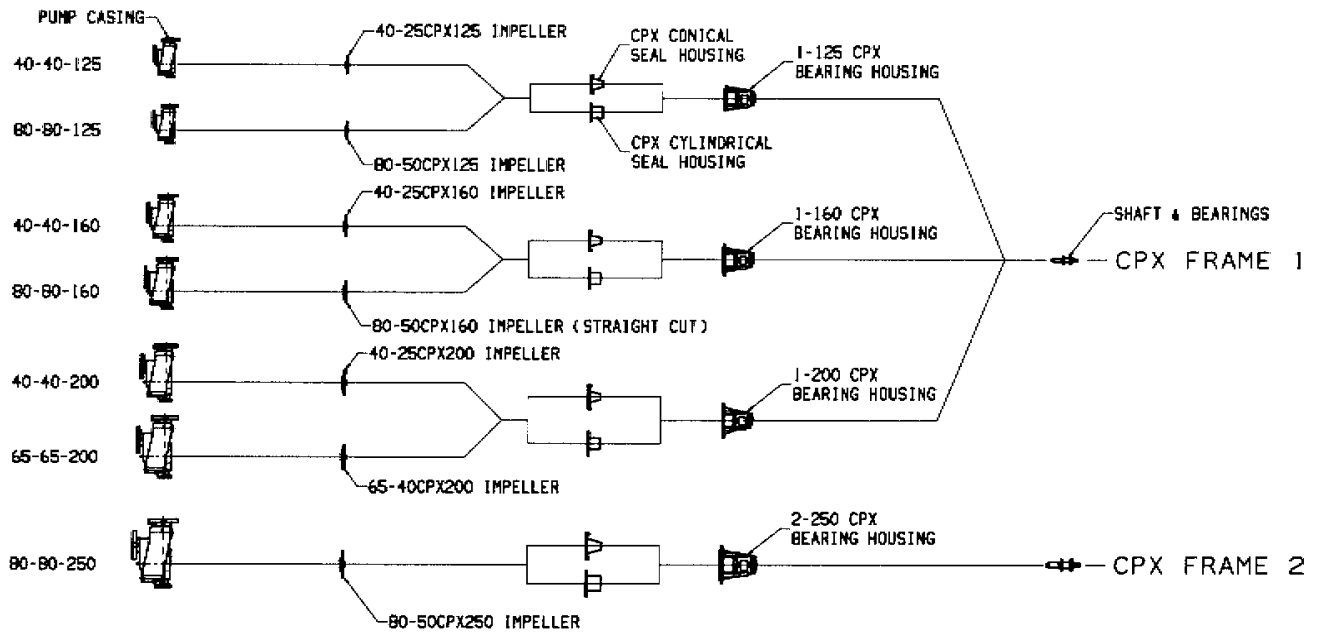 PUMP CASING
40-25CPX125 IMPELLER
CPX CONICAL
SEAL HOUSING
1-125 CPX
BEARING HOUSING
40-40-125
80-80-125
CPX CYLINDRICAL
SEAL HOUSING
80-50CPX125 IMPELLER
40-25CPX160 IMPELLER
40-40-160
1-160 CPX
BEARING HOUSING
SHAFT & BEARINGS
CPX FRAME 1
80-80-160
80-50CPX160 IMPELLER (STRAIGHT CUT)
40-25CPX200 IMPELLER
40-40-200
1-200 CPX
BEARING HOUSING
65-65-200
65-40CPX200 IMPELLER
2-250 CPX
BEARING HOUSING
80-80-250
CPX FRAME 2
80-50CPX250 IMPELLER